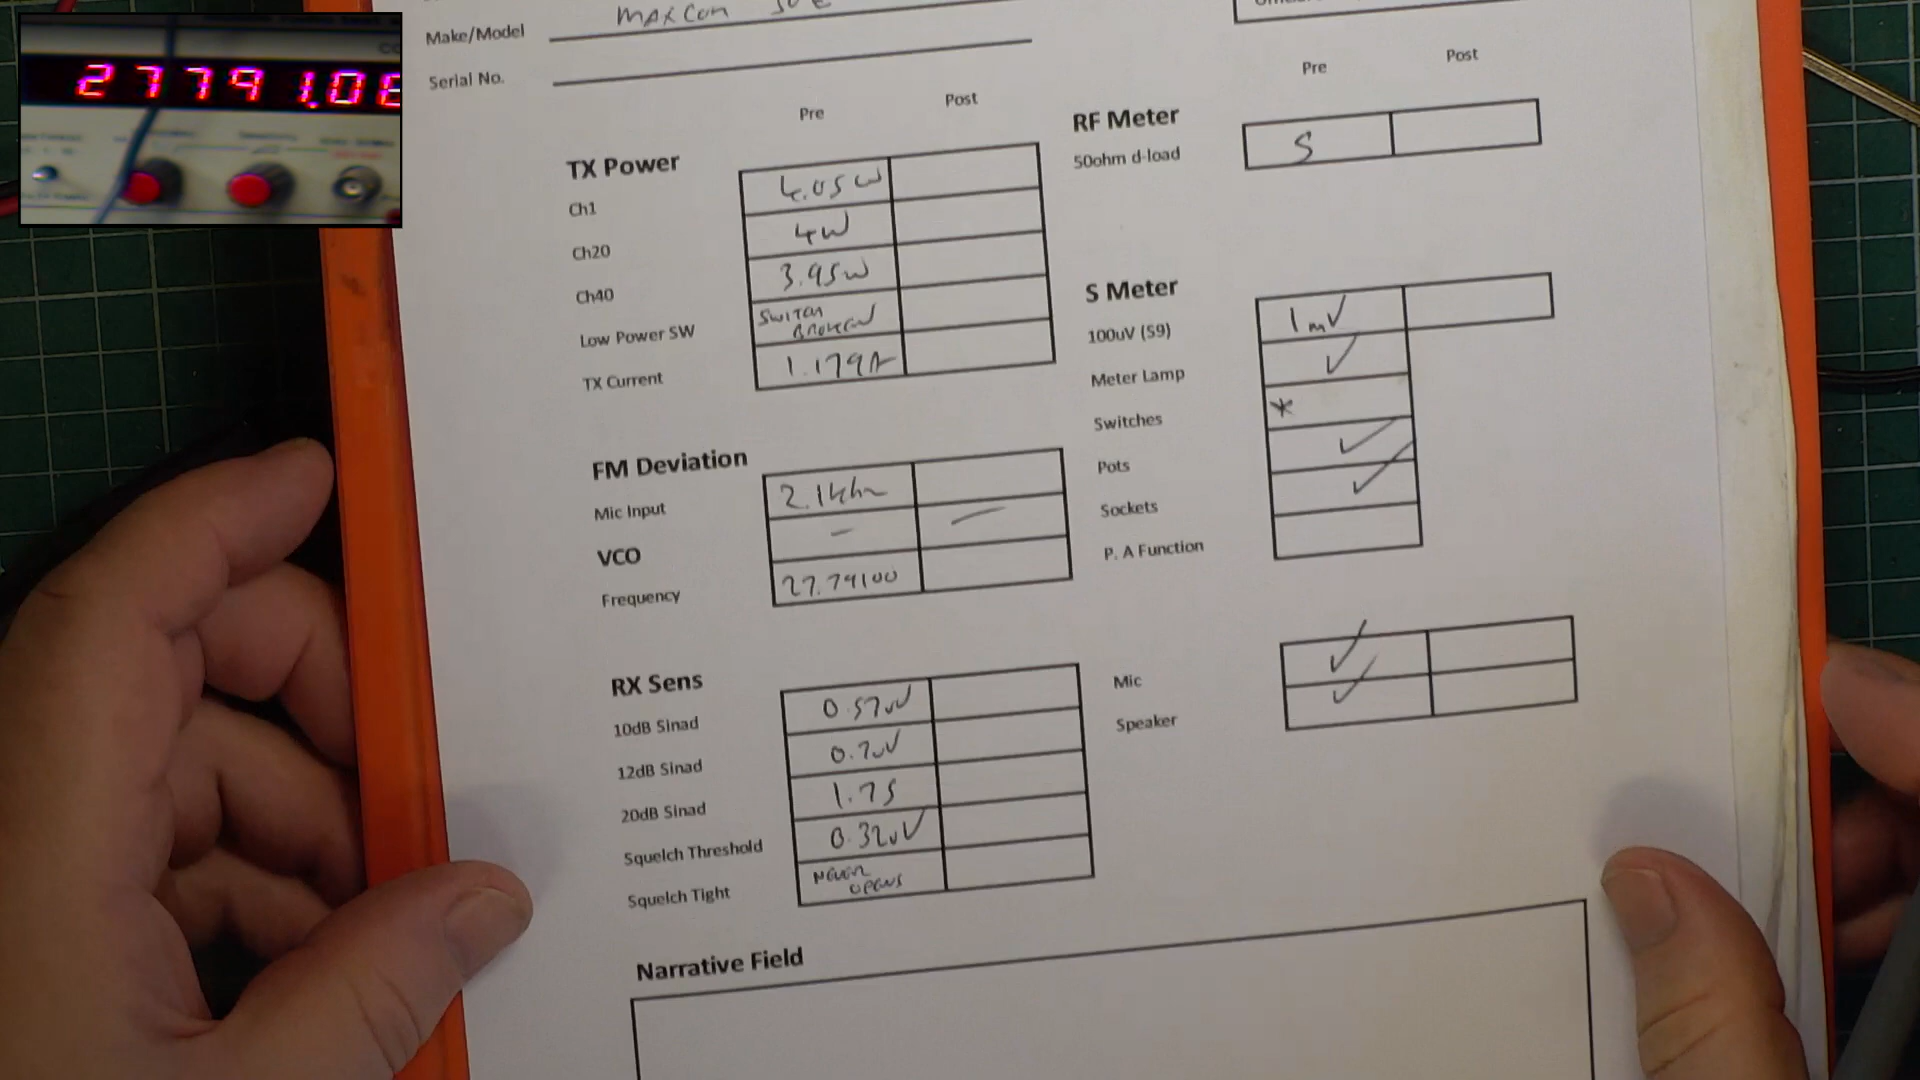 27791.08
Make/Model MAXCOM
Serial No.
Pre Post
TX Power
Ch1 4.05W
Ch20 4W
Ch40 3.95W
Low Power SW SWITCH BROKEN
TX Current 1.179A
FM Deviation
Mic Input 2.1khz
VCO - -
Frequency 27.79100
RX Sens
10dB Sinad 0.57uV
12dB Sinad 0.7uV
20dB Sinad 1.75
Squelch Threshold 0.32uV
Squelch Tight NEVER OPENS
Narrative Field
Pre Post
RF Meter
50ohm d-load S
S Meter
100uV (S9) 1mV
Meter Lamp ✓
Switches *
Pots ✓
Sockets ✓
P. A Function
Mic ✓
Speaker ✓